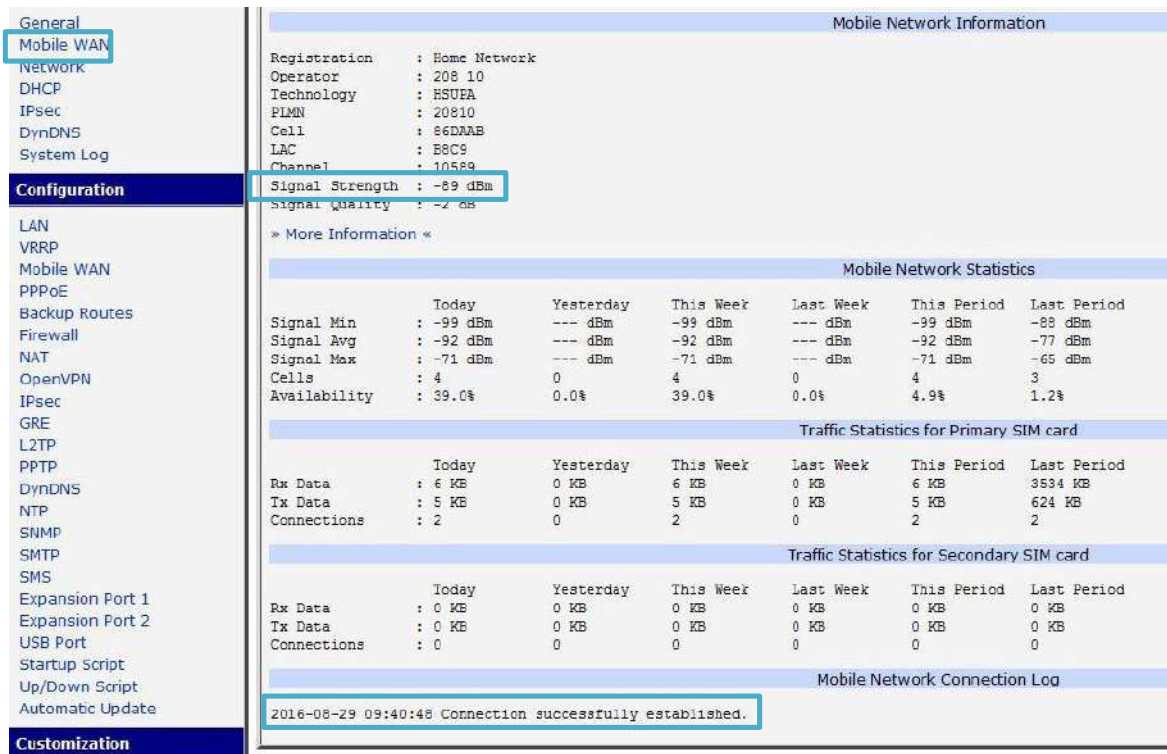 General
Mobile WAN
Network
DHCP
IPsec
DynDNS
System Log
Configuration
LAN
VRRP
Mobile WAN
PPPoE
Backup Routes
Firewall
NAT
OpenVPN
IPsec
GRE
L2TP
PPTP
DynDNS
NTP
SNMP
SMTP
SMS
Expansion Port 1
Expansion Port 2
USB Port
Startup Script
Up/Down Script
Automatic Update
Customization
Mobile Network Information
Registration : Home Network
Operator : 208 10
Technology : HSUPA
PLMN : 20810
Cell : 86DAAB
LAC : B8C9
Channel : 10589
Signal Strength : -89 dBm
Signal Quality : -2 dB
» More Information «
Mobile Network Statistics
Today Yesterday This Week Last Week This Period Last Period
Signal Min : -99 dBm --- dBm -99 dBm --- dBm -99 dBm -88 dBm
Signal Avg : -92 dBm --- dBm -92 dBm --- dBm -92 dBm -77 dBm
Signal Max : -71 dBm --- dBm -71 dBm --- dBm -71 dBm -65 dBm
Cells : 4 0 4 0 4 3
Availability : 39.0% 0.0% 39.0% 0.0% 4.9% 1.2%
Traffic Statistics for Primary SIM card
Today Yesterday This Week Last Week This Period Last Period
Rx Data : 6 KB 0 KB 6 KB 0 KB 6 KB 3534 KB
Tx Data : 5 KB 0 KB 5 KB 0 KB 5 KB 624 KB
Connections : 2 0 2 0 2 2
Traffic Statistics for Secondary SIM card
Today Yesterday This Week Last Week This Period Last Period
Rx Data : 0 KB 0 KB 0 KB 0 KB 0 KB 0 KB
Tx Data : 0 KB 0 KB 0 KB 0 KB 0 KB 0 KB
Connections : 0 0 0 0 0 0
Mobile Network Connection Log
2016-08-29 09:40:48 Connection successfully established.